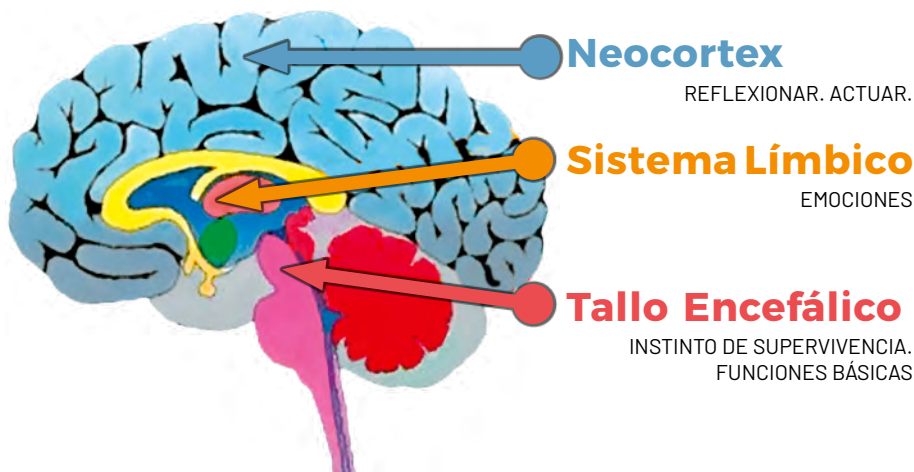 Neocortex
REFLEXIONAR. ACTUAR.
Sistema Límbico
EMOCIONES
Tallo Encefálico
INSTINTO DE SUPERVIVENCIA.
FUNCIONES BÁSICAS